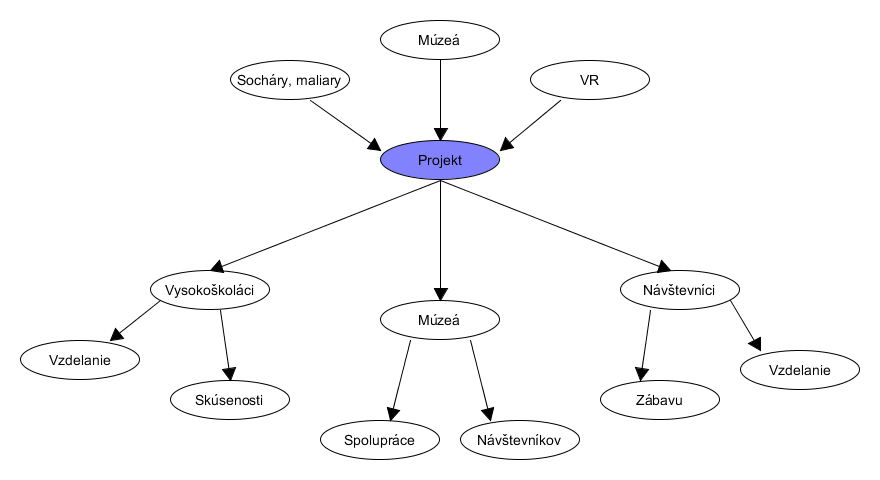 Múzeá
Socháry, maliary
VR
Projekt
Vysokoškoláci
Návštevníci
Múzeá
Vzdelanie
Vzdelanie
Skúsenosti
Zábavu
Spolupráce
Návštevníkov